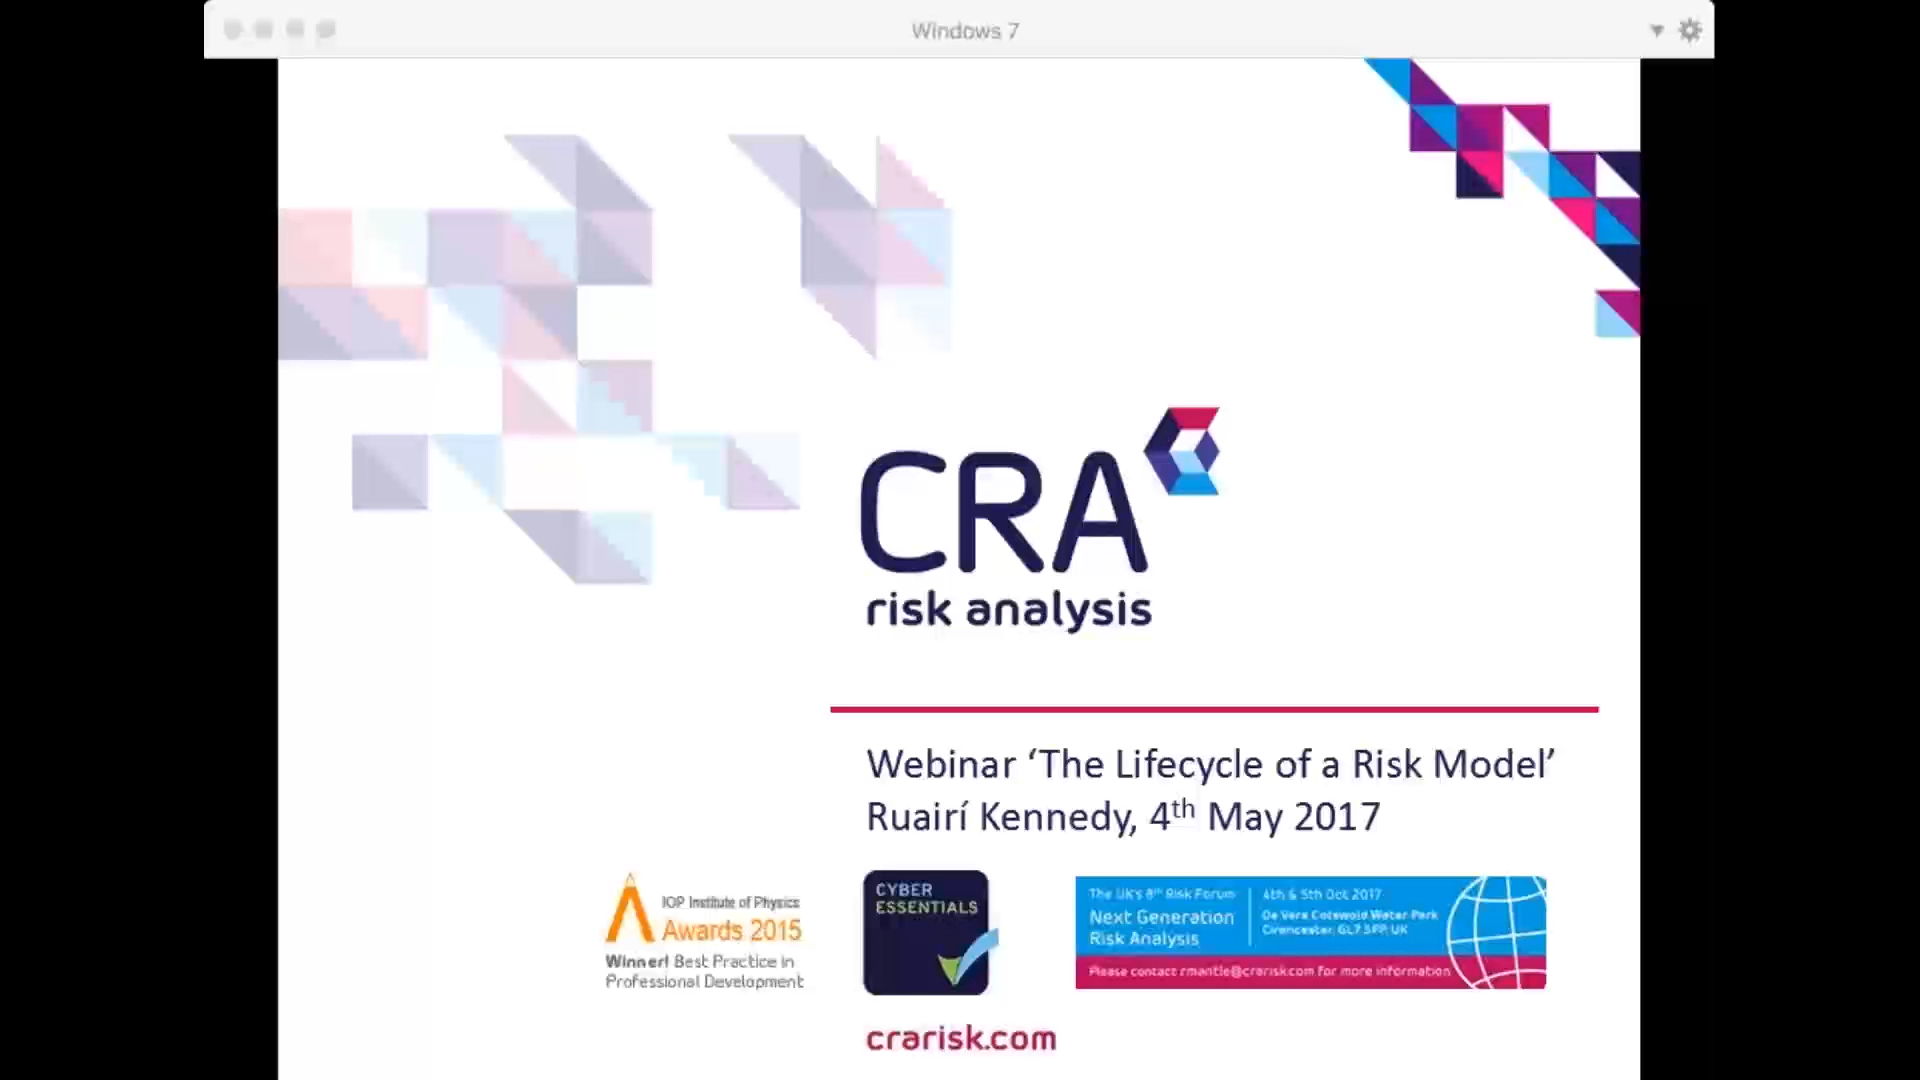 Windows 7
CRA
risk analysis
Webinar ‘The Lifecycle of a Risk Model’
Ruairí Kennedy, 4th May 2017
IOP Institute of Physics
Awards 2015
Winner! Best Practice in
Professional Development
CYBER
ESSENTIALS
The UK's 8th Risk Forum
Next Generation
Risk Analysis
4th & 5th Oct 2017
De Vere Cotswold Water Park
Cirencester, GL7 5FP, UK
Please contact rmantle@crarisk.com for more information
crarisk.com